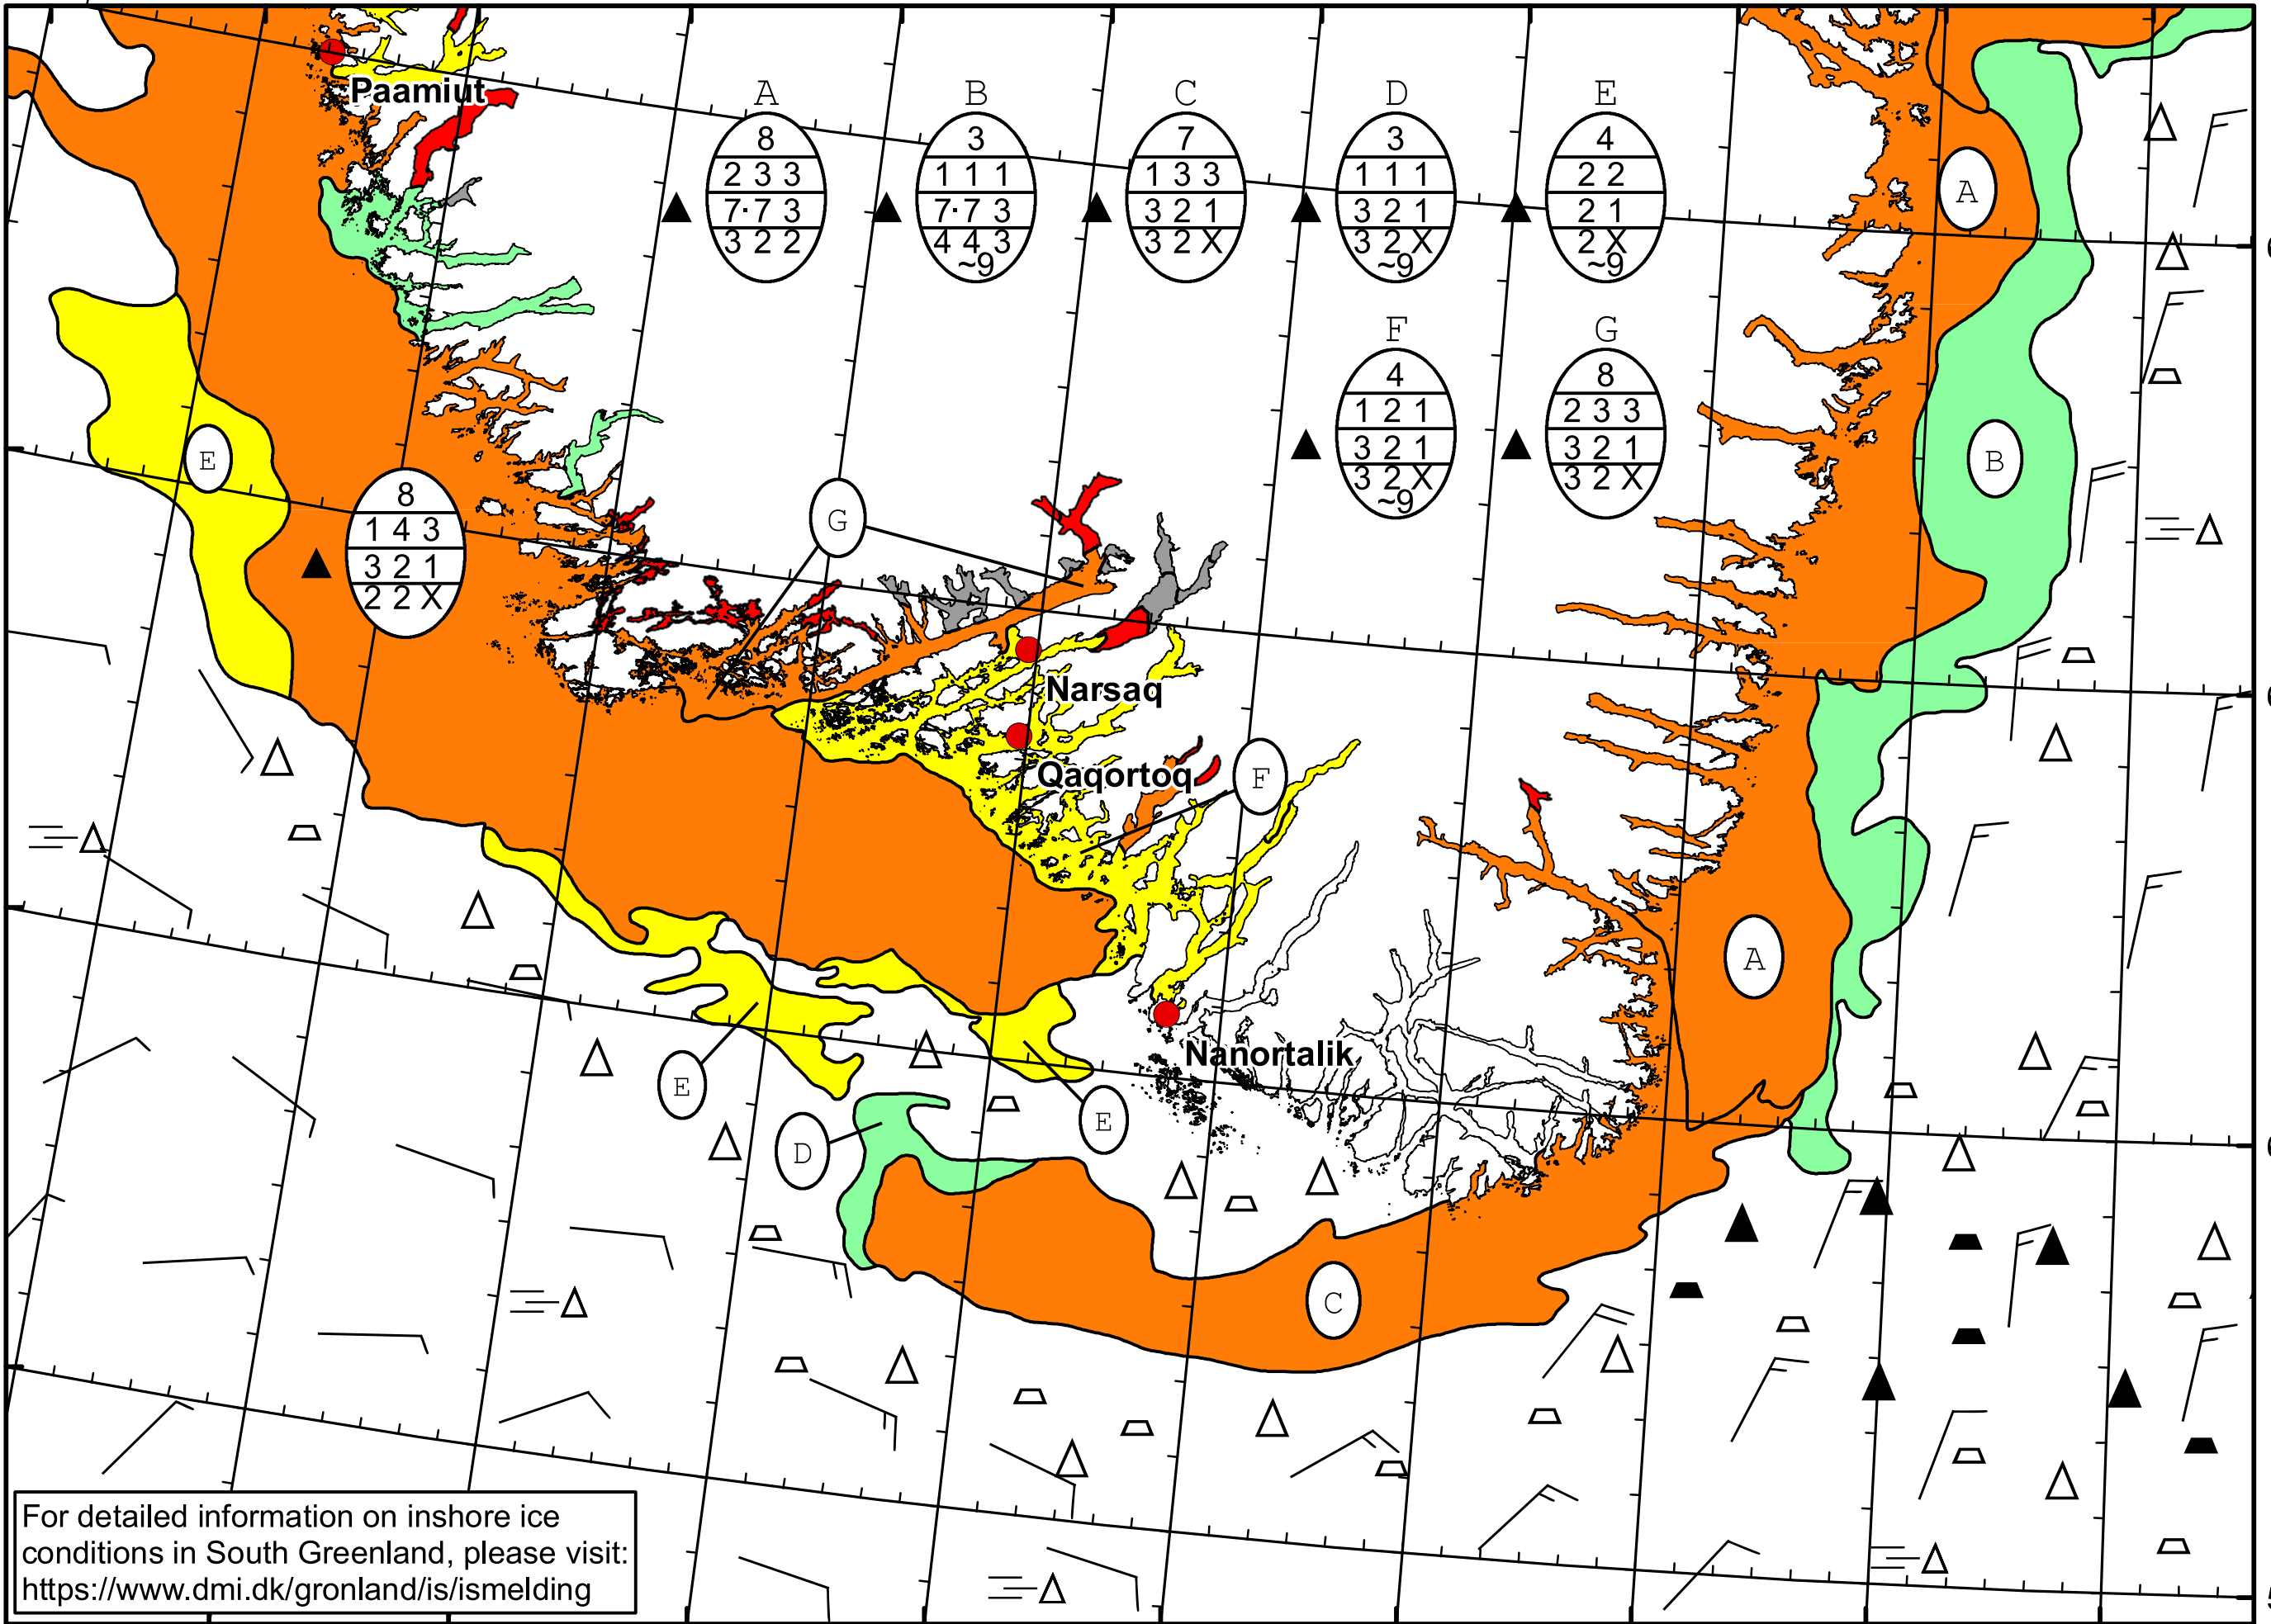 Paamiut
A
8
2 3 3
7· 7 3
3 2 2
B
3
1 1 1
7· 7 3
4 4 3
~9
C
7
1 3 3
3 2 1
3 2 X
D
3
1 1 1
3 2 1
3 2 X
~9
E
4
2 2
2 1
2 X
~9
F
4
1 2 1
3 2 1
3 2 X
~9
G
8
2 3 3
3 2 1
3 2 X
A
B
E
8
1 4 3
3 2 1
2 2 X
G
Narsaq
Qaqortoq
F
A
Nanortalik
E
E
D
C
For detailed information on inshore ice
conditions in South Greenland, please visit:
https://www.dmi.dk/gronland/is/ismelding